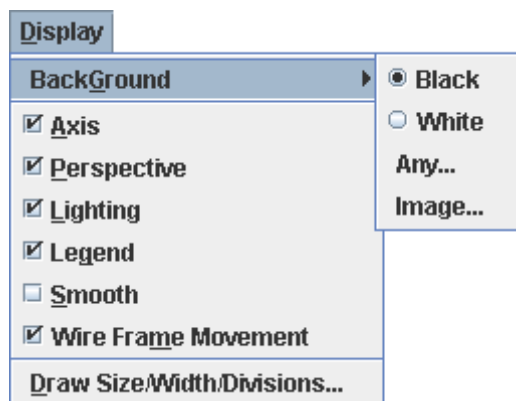 Display
BackGround
Black
White
Any...
Image...
Axis
Perspective
Lighting
Legend
Smooth
Wire Frame Movement
Draw Size/Width/Divisions...